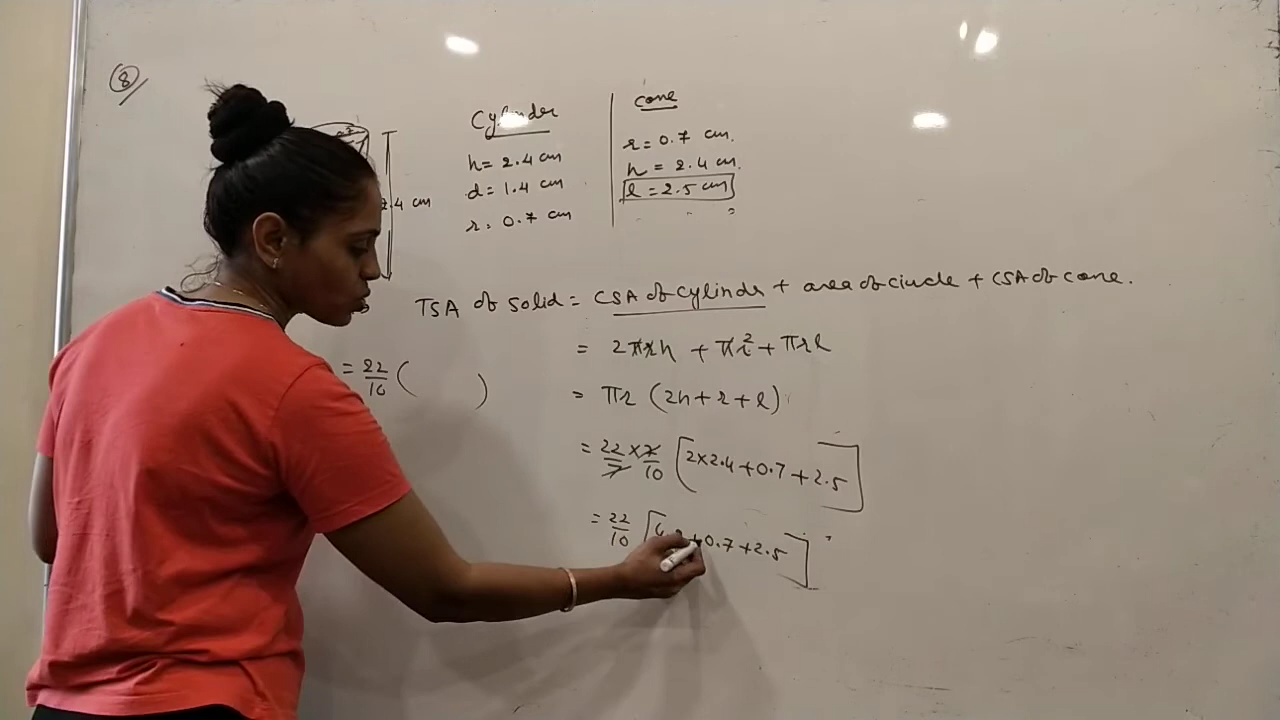 8
Cylinder
h = 2.4 cm
d = 1.4 cm
r = 0.7 cm
cone
r = 0.7 cm.
h = 2.4 cm.
l = 2.5 cm
2.4 cm
TSA of solid = CSA of cylinder + area of circle + CSA of cone.
= 2πrh + πr² + πrl
= πr (2h + r + l)
= 22/7 × 7/10 [2×2.4 + 0.7 + 2.5]
= 22/10 [ + 0.7 + 2.5]
= 22/10 ( )